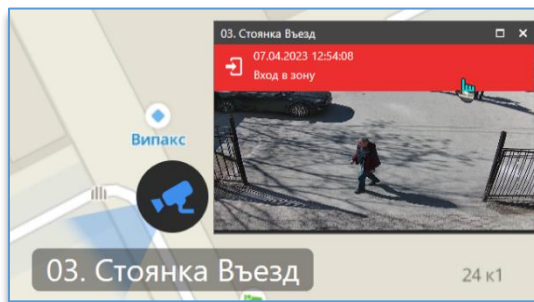 03. Стоянка Въезд
07.04.2023 12:54:08
Вход в зону
Випакс
03. Стоянка Въезд
24 к1